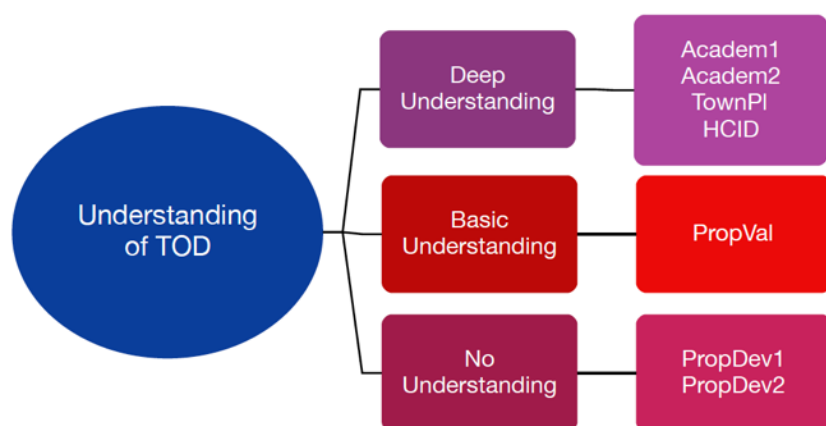 Understanding
of TOD
Deep
Understanding
Academ1
Academ2
TownPl
HCID
Basic
Understanding
PropVal
No
Understanding
PropDev1
PropDev2